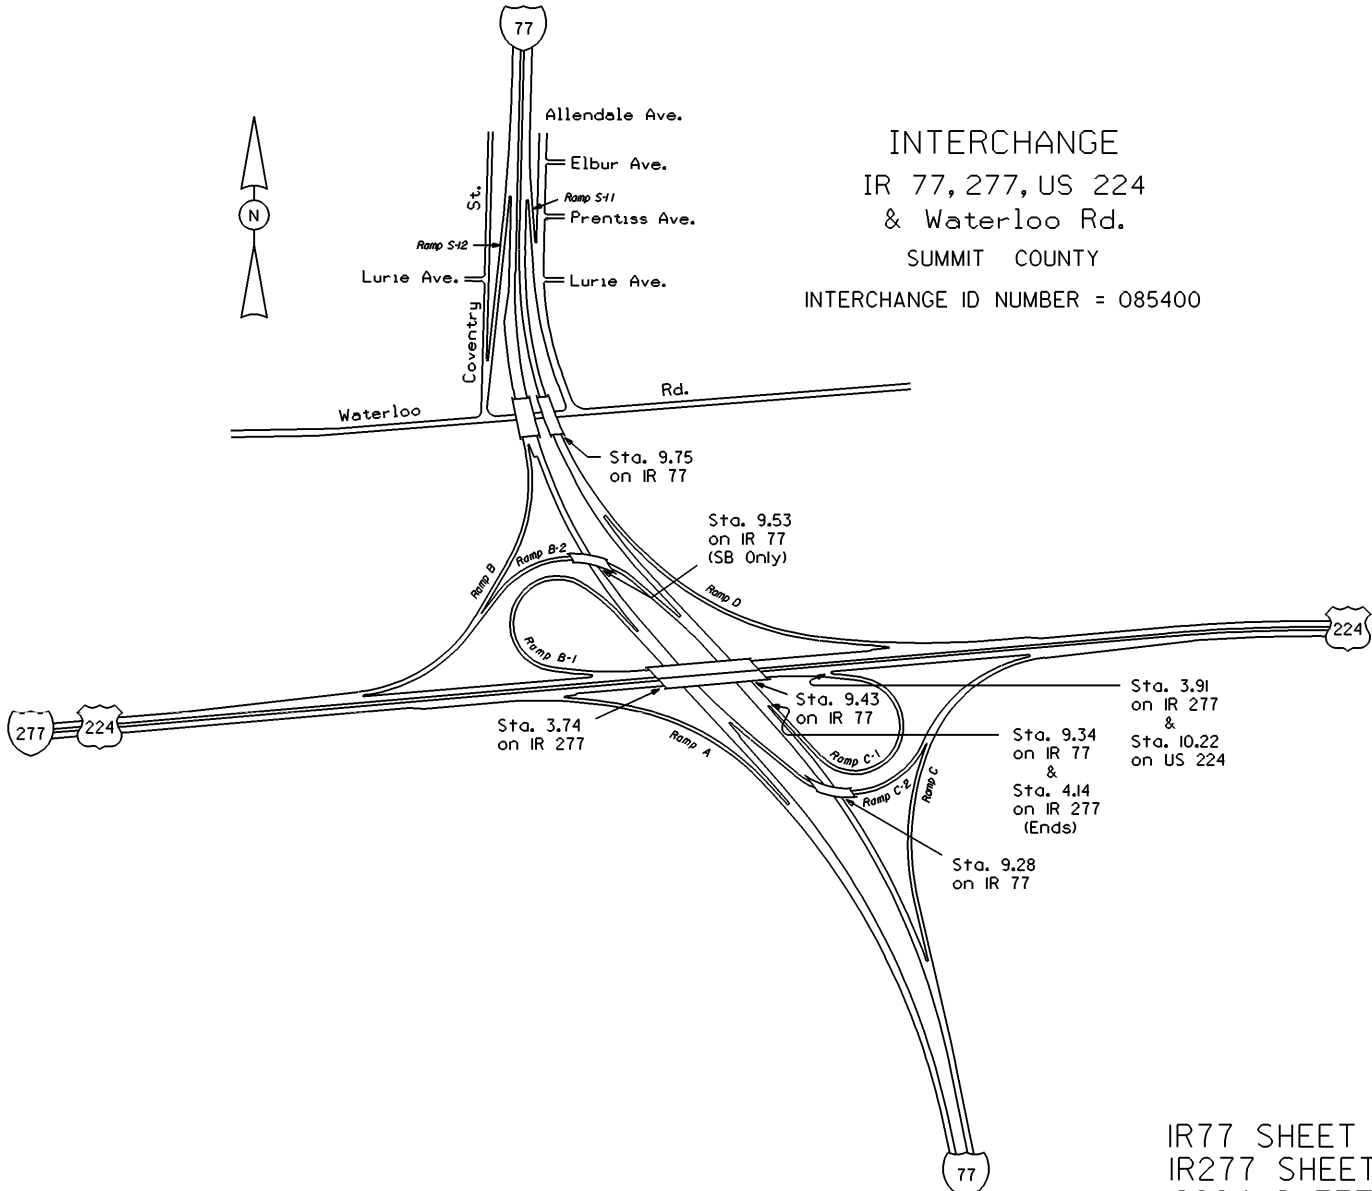 77
Allendale Ave.
Elbur Ave.
St.
Ramp S-11
Prentiss Ave.
Ramp S-12
Lurie Ave.
Lurie Ave.
Coventry
INTERCHANGE
IR 77, 277, US 224
& Waterloo Rd.
SUMMIT COUNTY
INTERCHANGE ID NUMBER = 085400
N
Waterloo
Rd.
Sta. 9.75
on IR 77
Sta. 9.53
on IR 77
(SB Only)
Ramp B
Ramp B-2
Ramp D
Ramp B-1
224
277
224
Sta. 3.74
on IR 277
Ramp A
Sta. 9.43
on IR 77
Ramp C-1
Ramp C-2
Ramp C
Sta. 9.34
on IR 77
&
Sta. 4.14
on IR 277
(Ends)
Sta. 3.91
on IR 277
&
Sta. 10.22
on US 224
Sta. 9.28
on IR 77
77
IR77 SHEET
IR277 SHEET